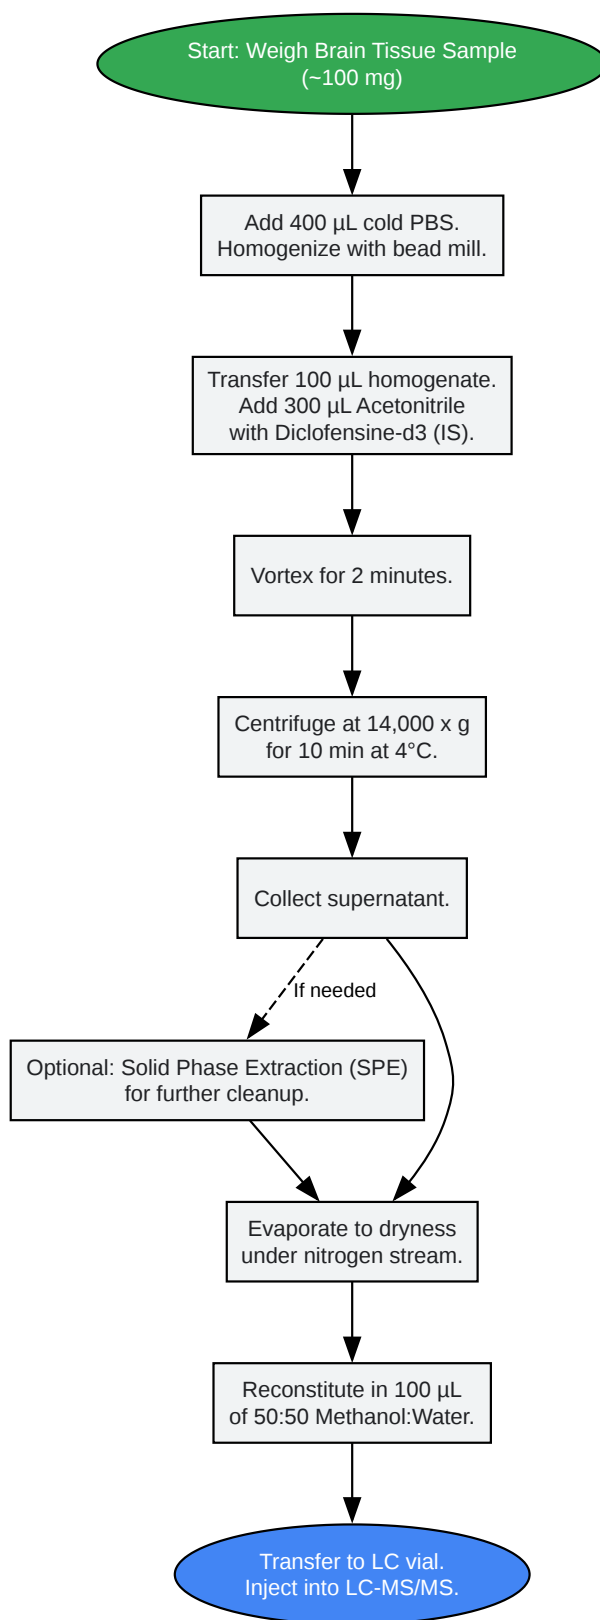 Start: Weigh Brain Tissue Sample
(~100 mg)
Add 400 µL cold PBS.
Homogenize with bead mill.
Transfer 100 µL homogenate.
Add 300 µL Acetonitrile
with Diclofensine-d3 (IS).
Vortex for 2 minutes.
Centrifuge at 14,000 x g
for 10 min at 4°C.
Collect supernatant.
If needed
Optional: Solid Phase Extraction (SPE)
for further cleanup.
Evaporate to dryness
under nitrogen stream.
Reconstitute in 100 µL
of 50:50 Methanol:Water.
Transfer to LC vial.
Inject into LC-MS/MS.